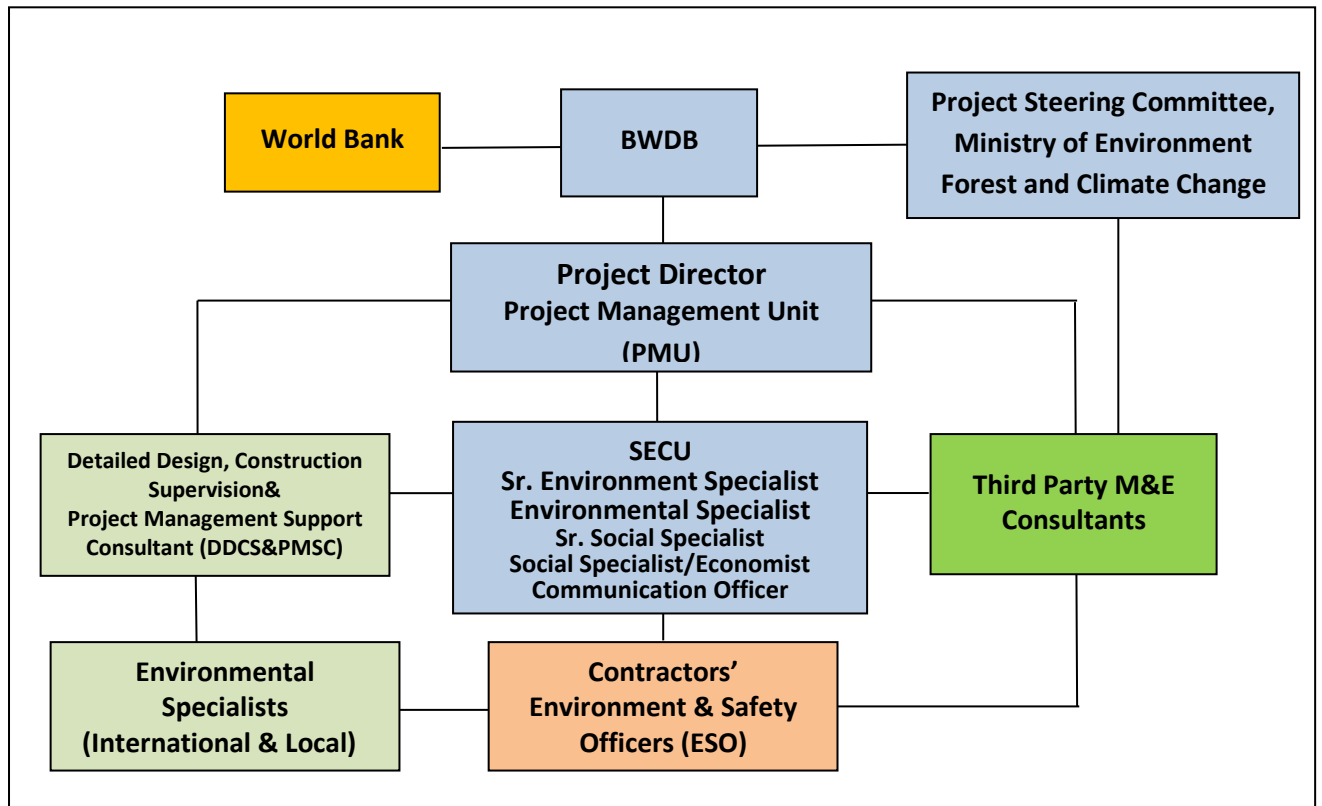 World Bank
BWDB
Project Steering Committee,
Ministry of Environment
Forest and Climate Change
Project Director
Project Management Unit
(PMU)
Detailed Design, Construction
Supervision&
Project Management Support
Consultant (DDCS&PMSC)
SECU
Sr. Environment Specialist
Environmental Specialist
Sr. Social Specialist
Social Specialist/Economist
Communication Officer
Third Party M&E
Consultants
Environmental
Specialists
(International & Local)
Contractors’
Environment & Safety
Officers (ESO)